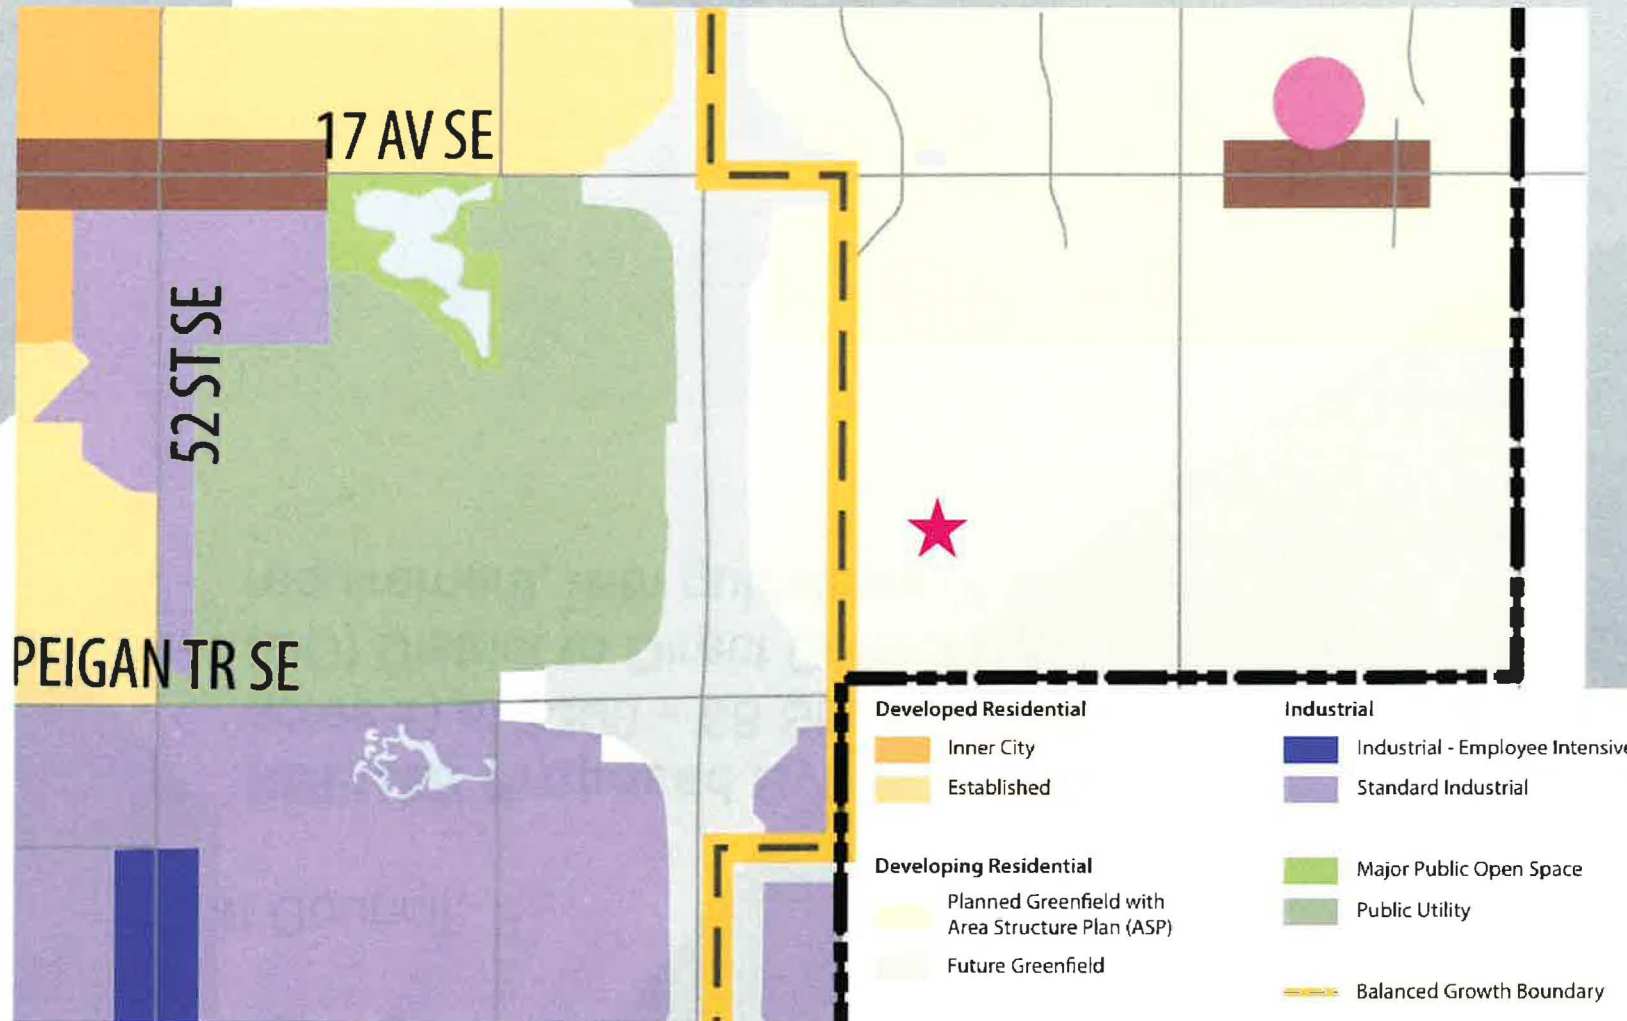 17 AV SE
52 ST SE
PEIGAN TR SE
Developed Residential
Inner City
Established
Developing Residential
Planned Greenfield with
Area Structure Plan (ASP)
Future Greenfield
Industrial
Industrial - Employee Intensive
Standard Industrial
Major Public Open Space
Public Utility
Balanced Growth Boundary